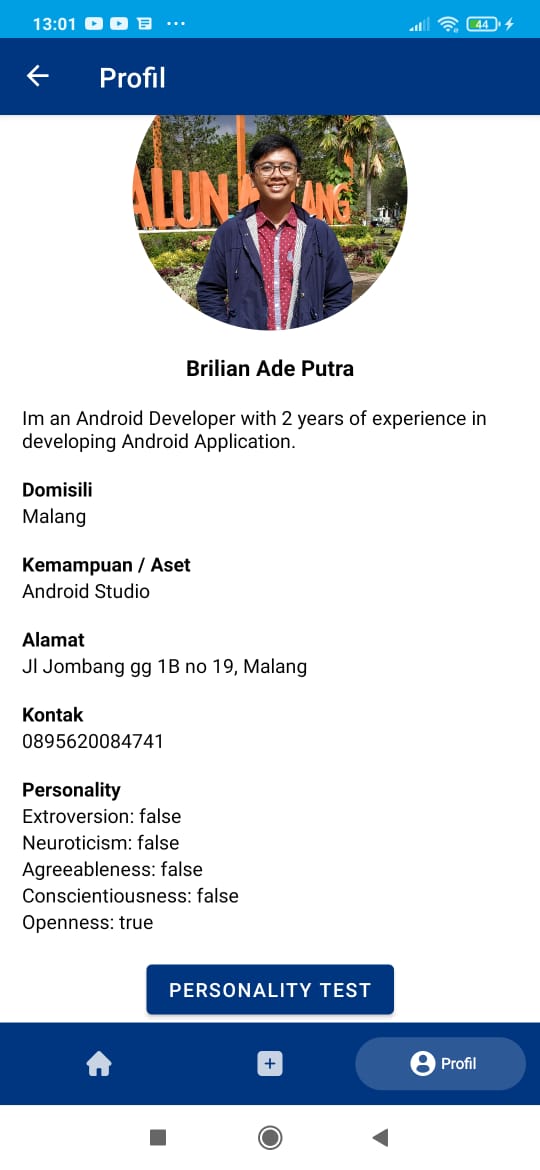 13:01
44
Profil
ALUN
ANG
Brilian Ade Putra
Im an Android Developer with 2 years of experience in
developing Android Application.
Domisili
Malang
Kemampuan / Aset
Android Studio
Alamat
Jl Jombang gg 1B no 19, Malang
Kontak
0895620084741
Personality
Extroversion: false
Neuroticism: false
Agreeableness: false
Conscientiousness: false
Openness: true
PERSONALITY TEST
Profil